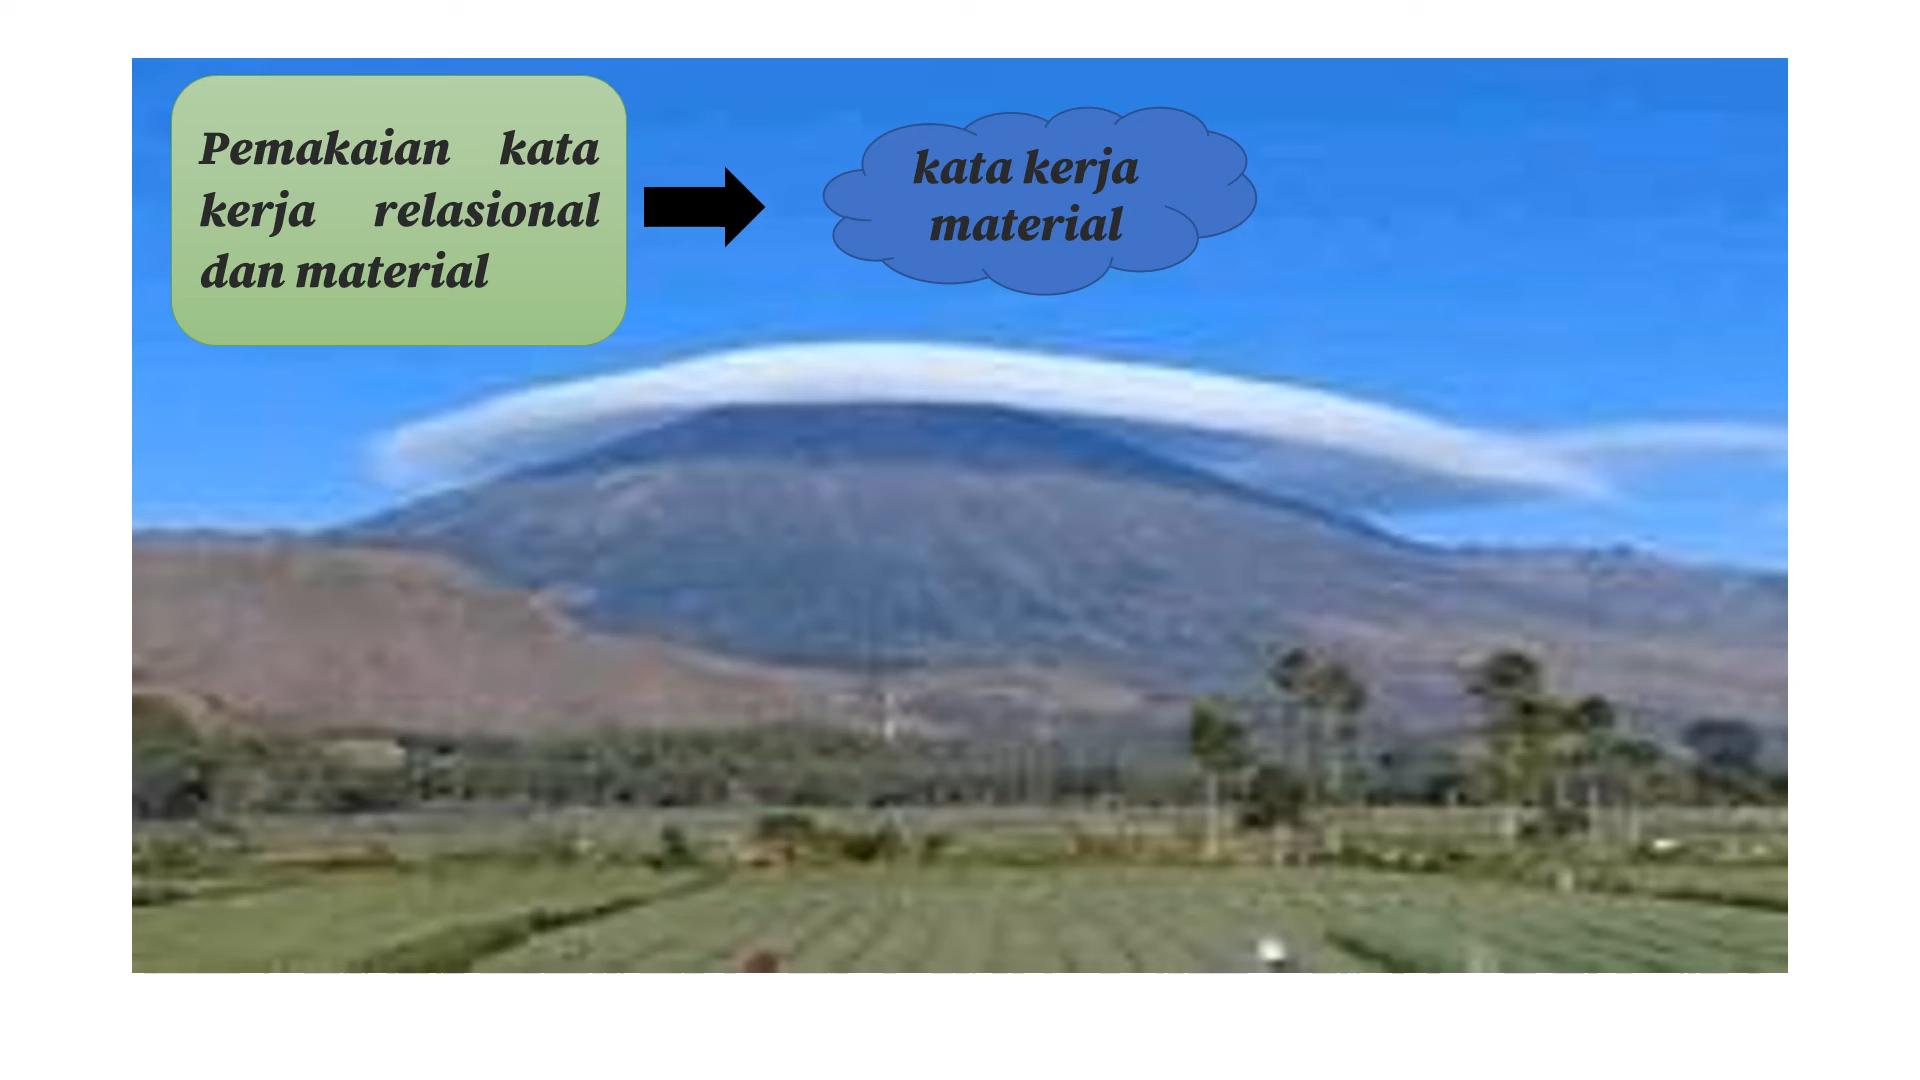 Pemakaian kata
kerja relasional
dan material
kata kerja
material